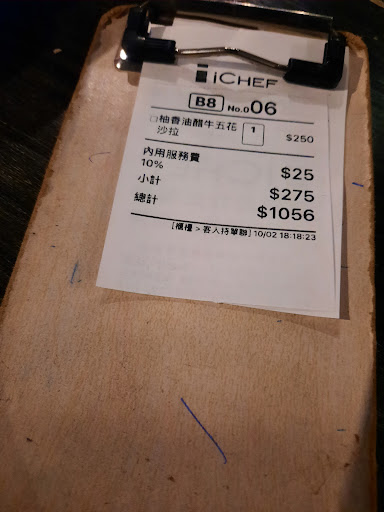 iCHEF
B8 No.006
□柚香油醋牛五花 1 $250
沙拉
內用服務費 $25
10%
小計 $275
總計 $1056
[櫃檯 > 吾人持單聯] 10/02 18:18:23